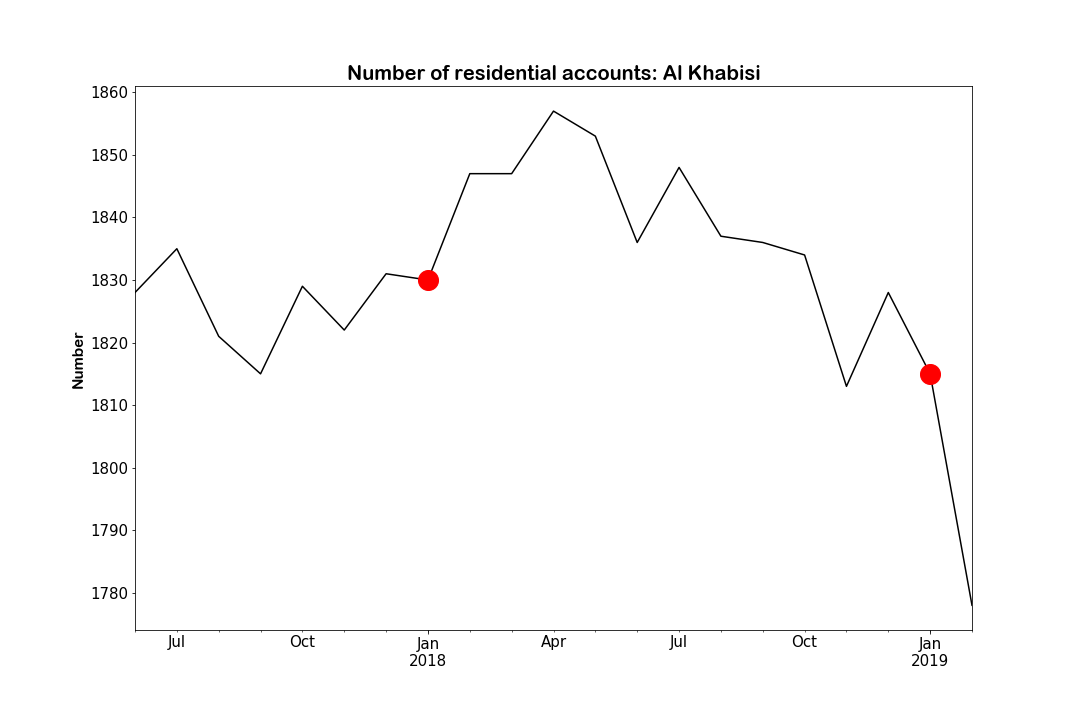 Number of residential accounts: Al Khabisi
1860
1850
1840
1830
1820
1810
1800
1790
1780
Number
Jul
Oct
Jan
2018
Apr
Jul
Oct
Jan
2019